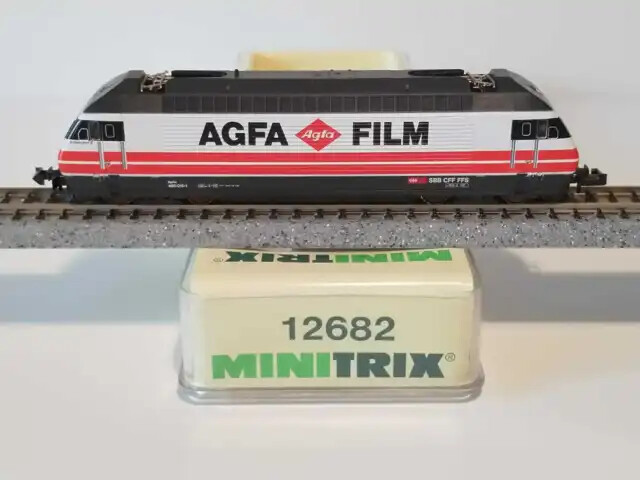 AGFA Agfa FILM
SBB CFF FFS
MINITRIX
12682
MINITRIX®